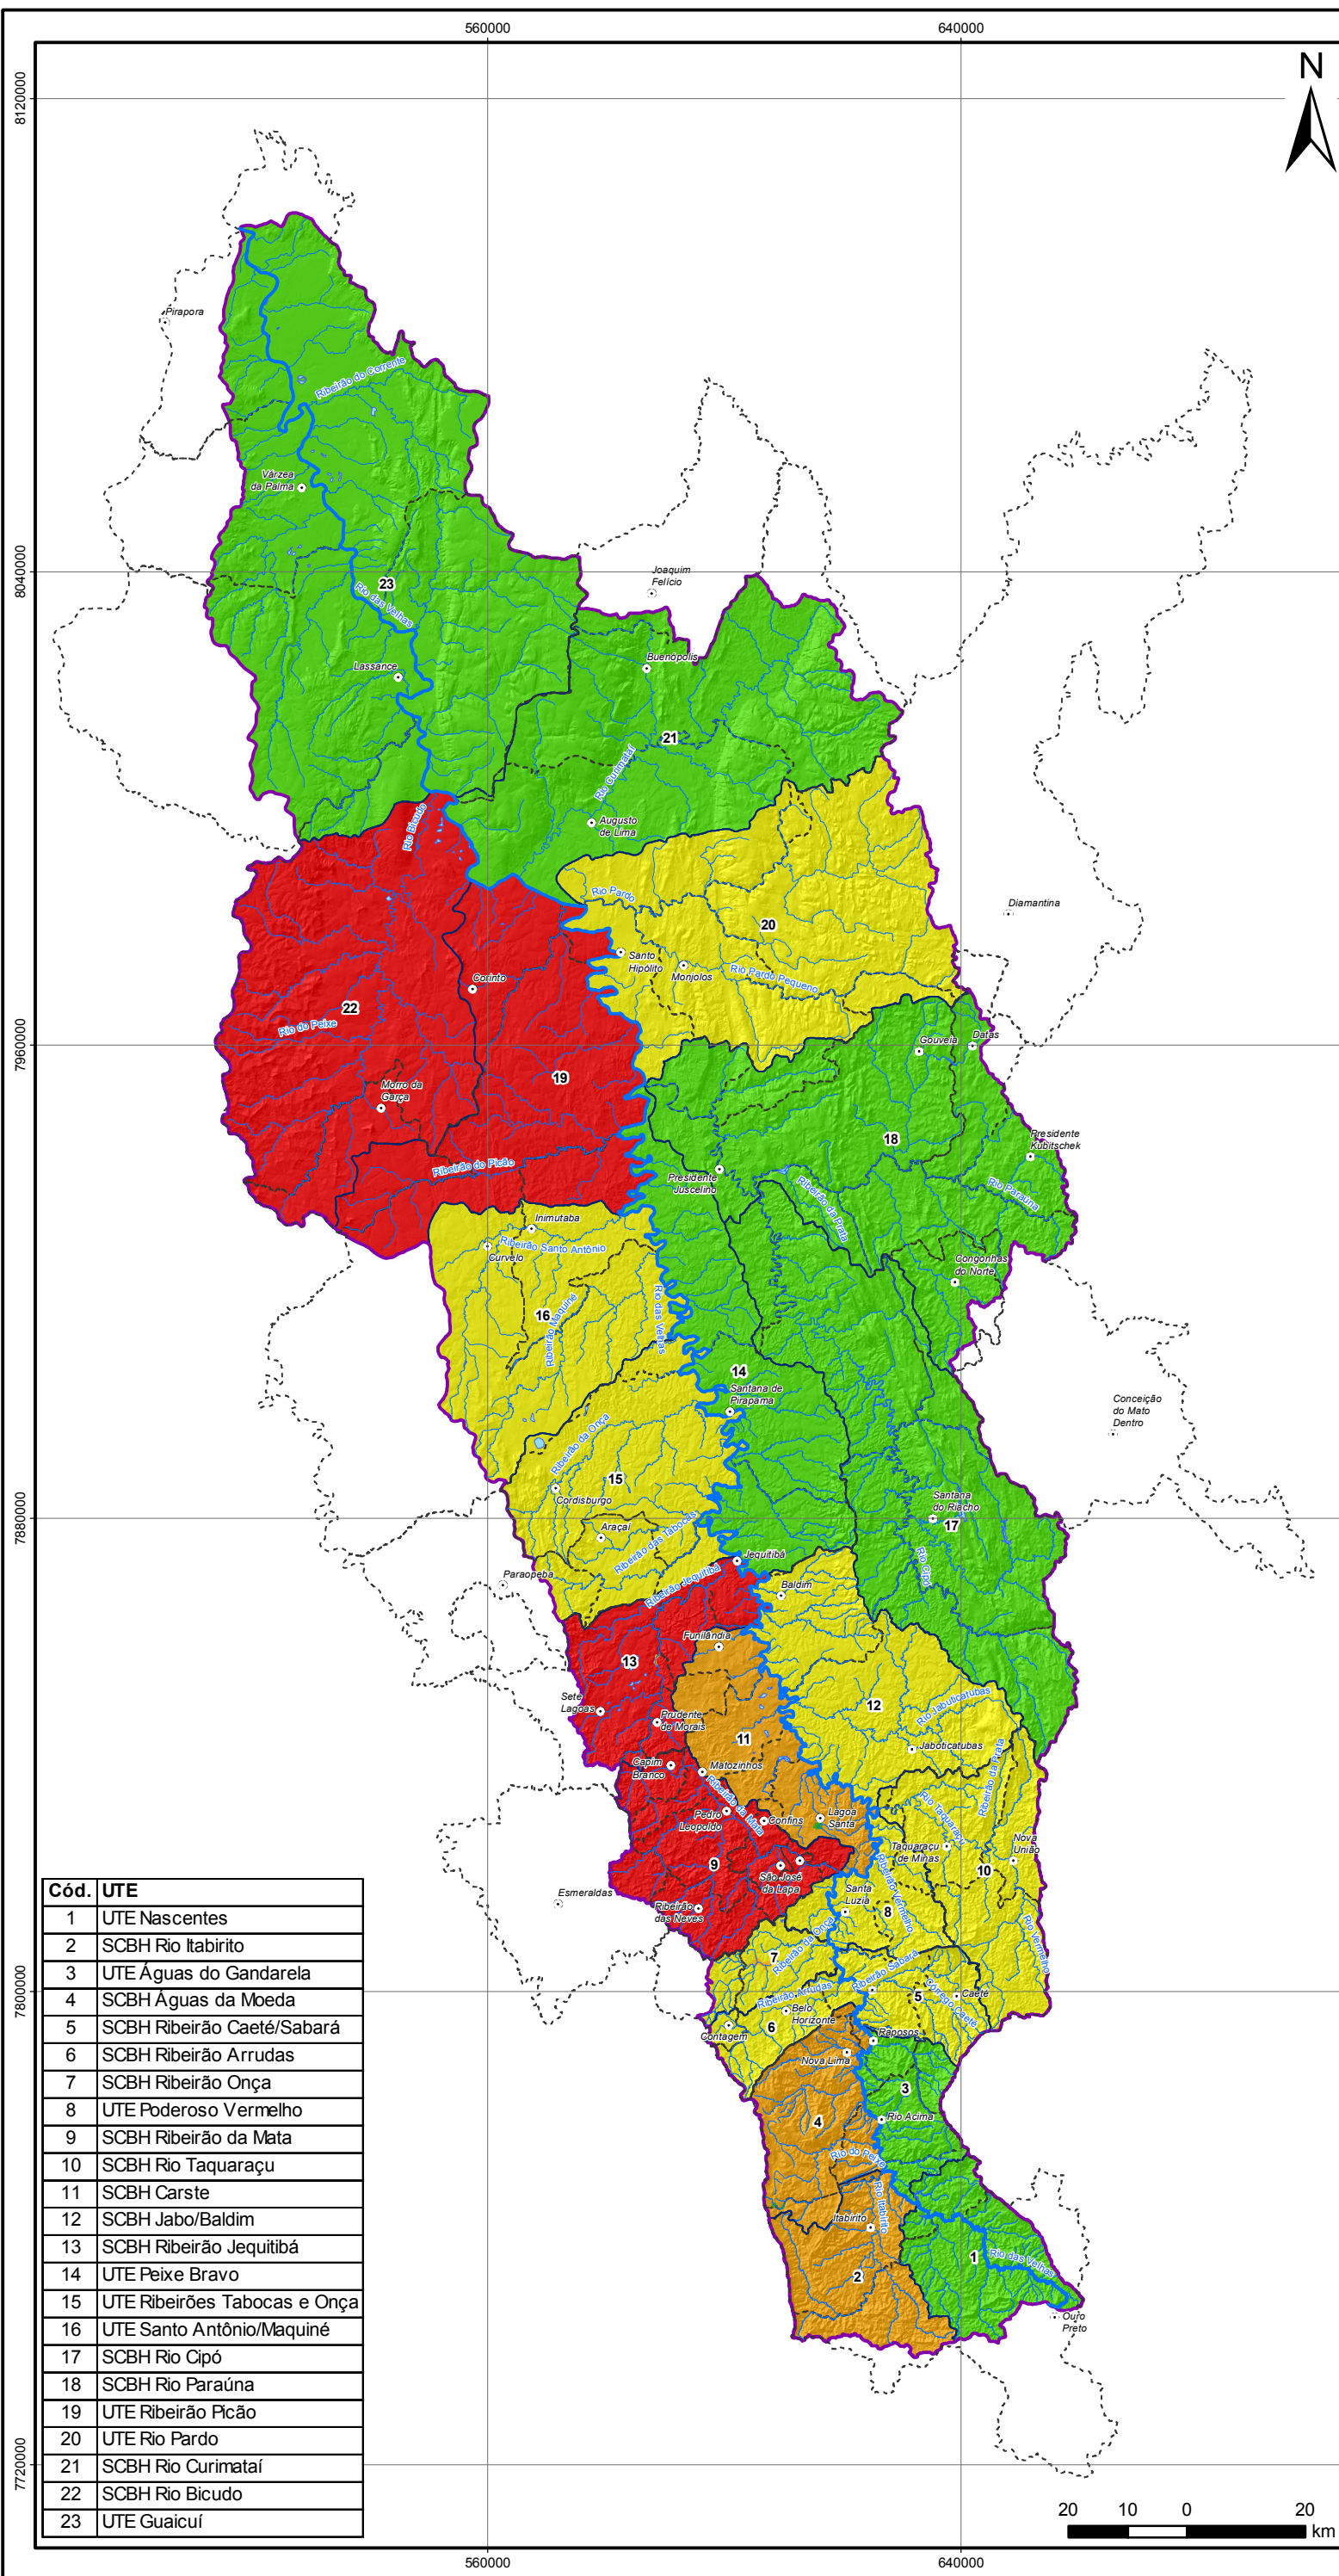 560000
640000
N
8120000
Pirapora
Ribeirão do Corrente
Várzea
da Palma
8040000
23
Joaquim
Felício
Rio das Velhas
Buenópolis
Lassance
21
Rio Curimataí
Rio Bicudo
Augusto
de Lima
Rio Pardo
Diamantina
20
Santo
Hipólito
Monjolos
Rio Pardo Pequeno
Corinto
22
Rio do Peixe
7960000
Gouveia
Datas
19
Morro da
Garça
18
Presidente
Kubitschek
Ribeirão do Picão
Presidente
Juscelino
Ribeirão da Prata
Rio Paraúna
Inimutaba
Ribeirão Santo Antônio
Curvelo
Congonhas
do Norte
16
Ribeirão Maquiné
Rio das Velhas
14
Santana de
Pirapama
Conceição
do Mato
Dentro
Ribeirão da Onça
15
Cordisburgo
Santana
do Riacho
17
7880000
Araçaí
Ribeirão das Tabocas
Rio Cipó
Jequitibá
Ribeirão Jequitibá
Paraopeba
Baldim
Funilândia
13
12
Rio Jabuticatubas
Sete
Lagoas
Prudente
de Morais
11
Jaboticatubas
Ribeirão da Prata
Capim
Branco
Matozinhos
Ribeirão da Mata
Pedro
Leopoldo
Confins
Lagoa
Santa
Rio Taquaraçu
Taquaraçu
de Minas
Nova
União
10
9
São José
da Lapa
Ribeirão Vermelho
Esmeraldas
Ribeirão
das Neves
Santa
Luzia
8
Ribeirão da Onça
7
Rio Vermelho
7800000
Ribeirão Sabará
Ribeirão Arrudas
5
Córrego Caeté
Caeté
Belo
Horizonte
6
Contagem
Raposos
Nova Lima
3
4
Rio Acima
Rio do Peixe
Rio Itabirito
Itabirito
1
Rio das Velhas
2
Ouro
Preto
7720000
Cód. UTE
1 UTE Nascentes
2 SCBH Rio Itabirito
3 UTE Águas do Gandarela
4 SCBH Águas da Moeda
5 SCBH Ribeirão Caeté/Sabará
6 SCBH Ribeirão Arrudas
7 SCBH Ribeirão Onça
8 UTE Poderoso Vermelho
9 SCBH Ribeirão da Mata
10 SCBH Rio Taquaraçu
11 SCBH Carste
12 SCBH Jabo/Baldim
13 SCBH Ribeirão Jequitibá
14 UTE Peixe Bravo
15 UTE Ribeirões Tabocas e Onça
16 UTE Santo Antônio/Maquiné
17 SCBH Rio Cipó
18 SCBH Rio Paraúna
19 UTE Ribeirão Picão
20 UTE Rio Pardo
21 SCBH Rio Curimataí
22 SCBH Rio Bicudo
23 UTE Guaicuí
20 10 0 20
km
560000
640000